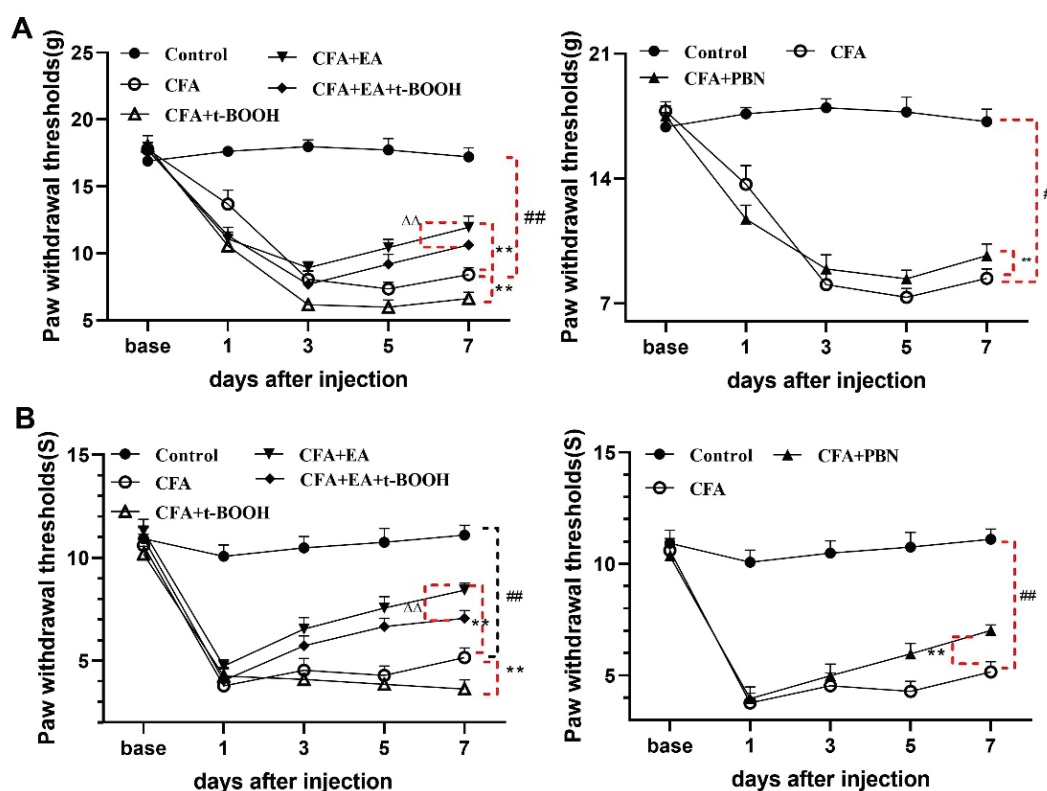 A
Paw withdrawal thresholds(g)
Control
CFA
CFA+t-BOOH
CFA+EA
CFA+EA+t-BOOH
25
20
15
10
5
ΔΔ
**
**
##
base 1 3 5 7
days after injection
Paw withdrawal thresholds(g)
Control
CFA
CFA+PBN
21
14
7
**
#
base 1 3 5 7
days after injection
B
Paw withdrawal thresholds(S)
Control
CFA
CFA+t-BOOH
CFA+EA
CFA+EA+t-BOOH
15
10
5
ΔΔ
**
**
##
base 1 3 5 7
days after injection
Paw withdrawal thresholds(S)
Control
CFA+PBN
CFA
15
10
5
**
##
base 1 3 5 7
days after injection